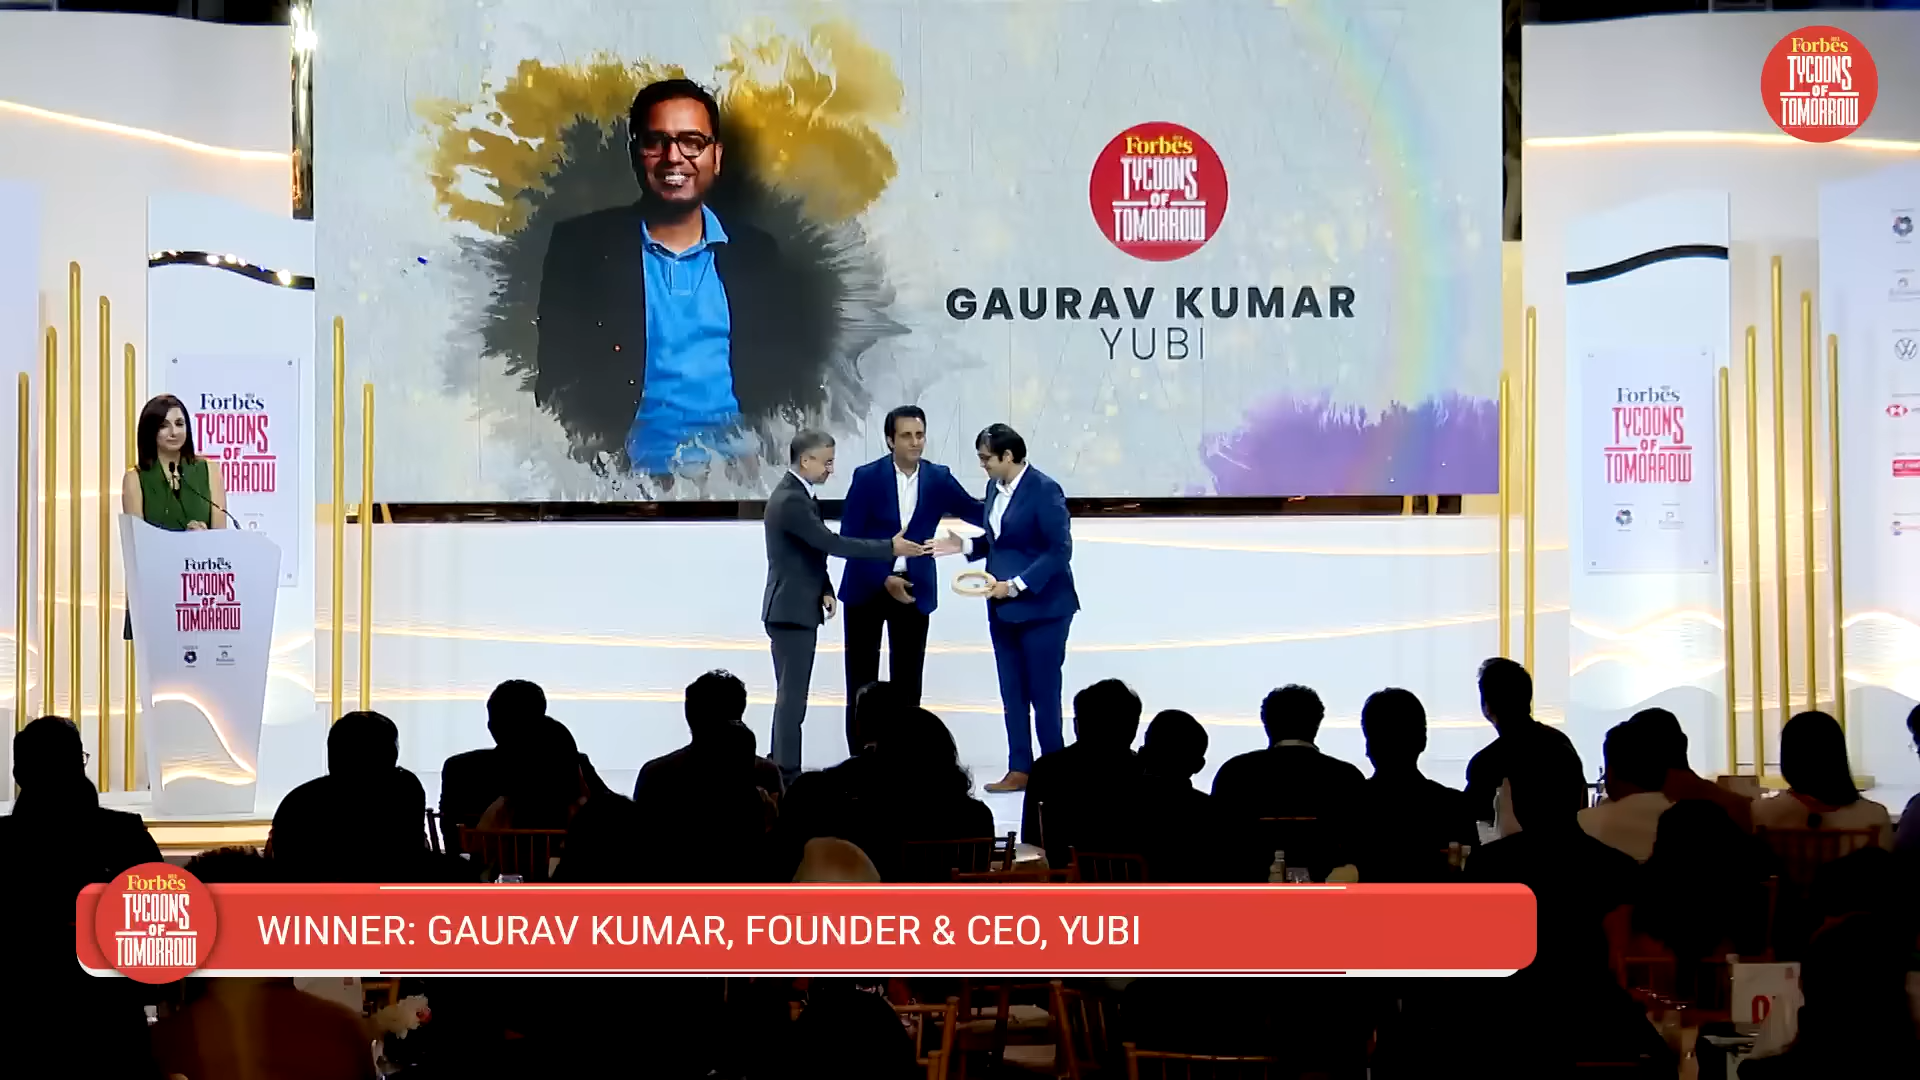 Forbes
TYCOONS
OF
TOMORROW
Forbes
TYCOONS
OF
TOMORROW
GAURAV KUMAR
YUBI
Forbes
TYCOONS
OF
TOMORROW
Forbes
TYCOONS
OF
TOMORROW
Forbes
TYCOONS
OF
TOMORROW
Forbes
TYCOONS
OF
TOMORROW
WINNER: GAURAV KUMAR, FOUNDER & CEO, YUBI